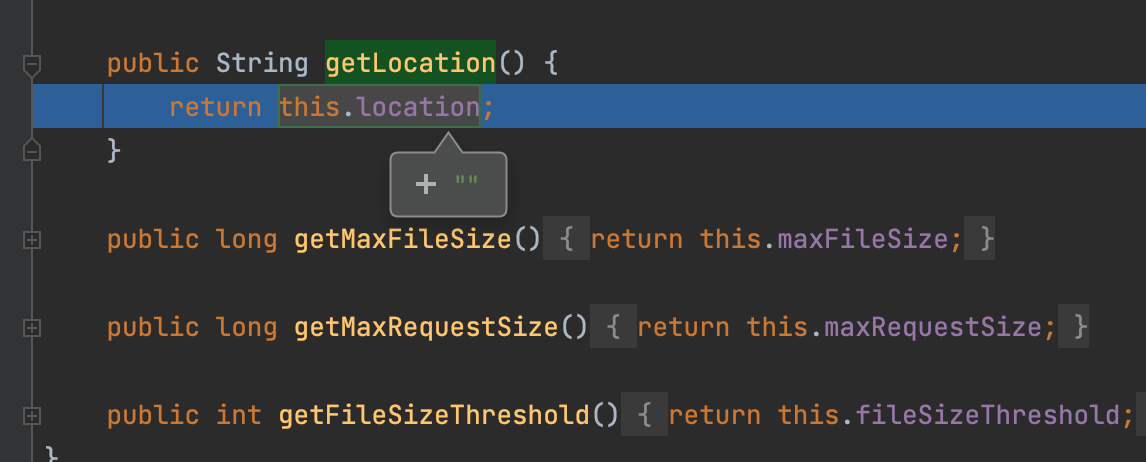 public String getLocation() {
return this.location;
}
+ ""
public long getMaxFileSize() { return this.maxFileSize; }
public long getMaxRequestSize() { return this.maxRequestSize; }
public int getFileSizeThreshold() { return this.fileSizeThreshold;
}